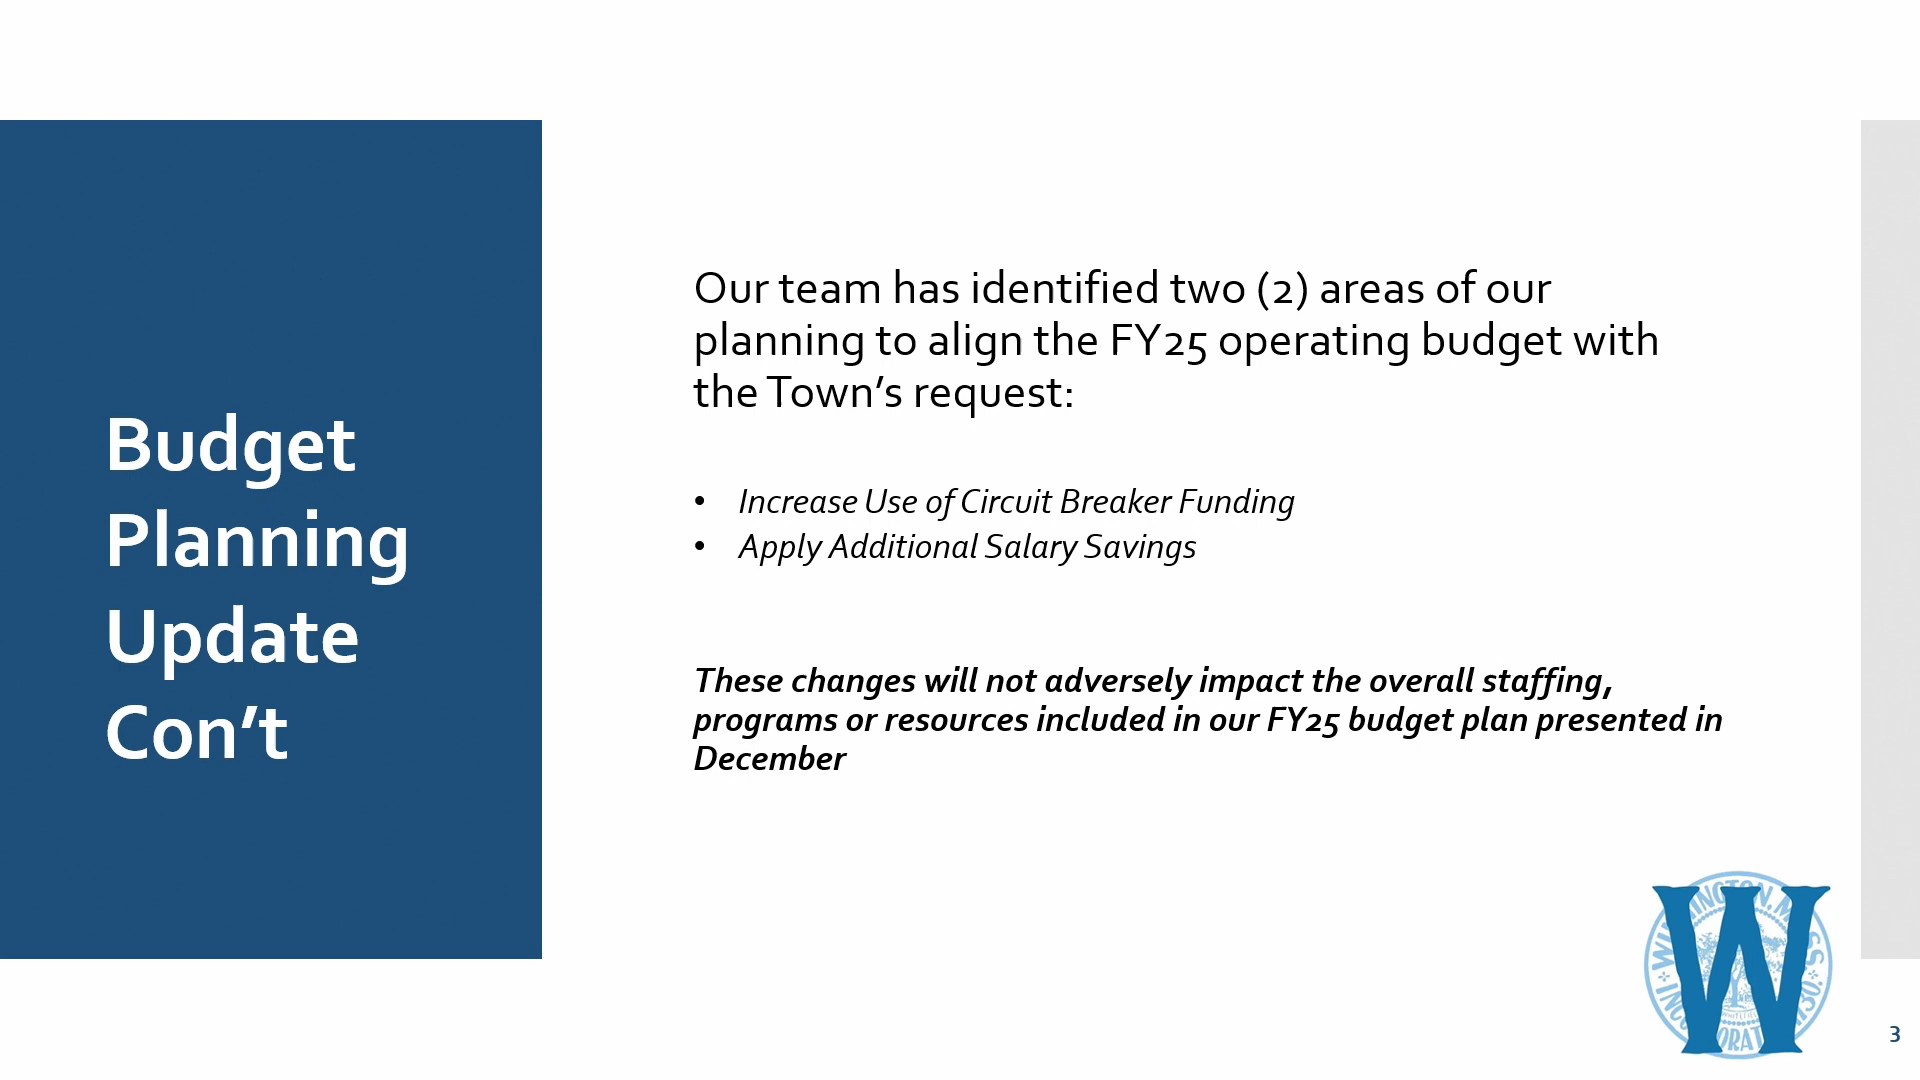 Budget
Planning
Update
Con’t
Our team has identified two (2) areas of our
planning to align the FY25 operating budget with
the Town’s request:
• Increase Use of Circuit Breaker Funding
• Apply Additional Salary Savings
These changes will not adversely impact the overall staffing,
programs or resources included in our FY25 budget plan presented in
December
W
3